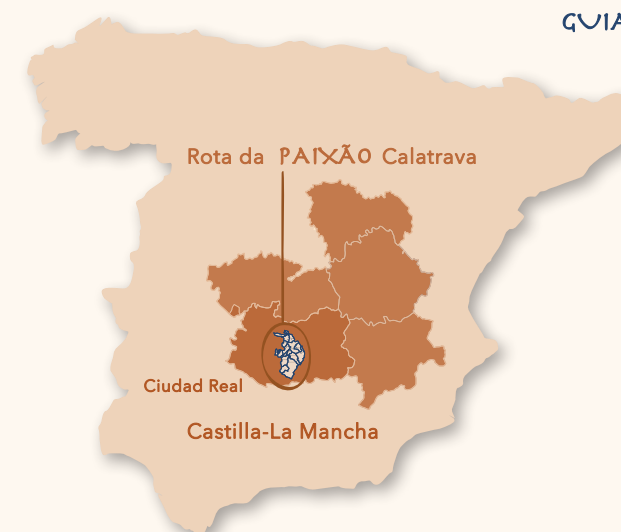 GUIA
Rota da PAIXÃO Calatrava
Ciudad Real
Castilla-La Mancha